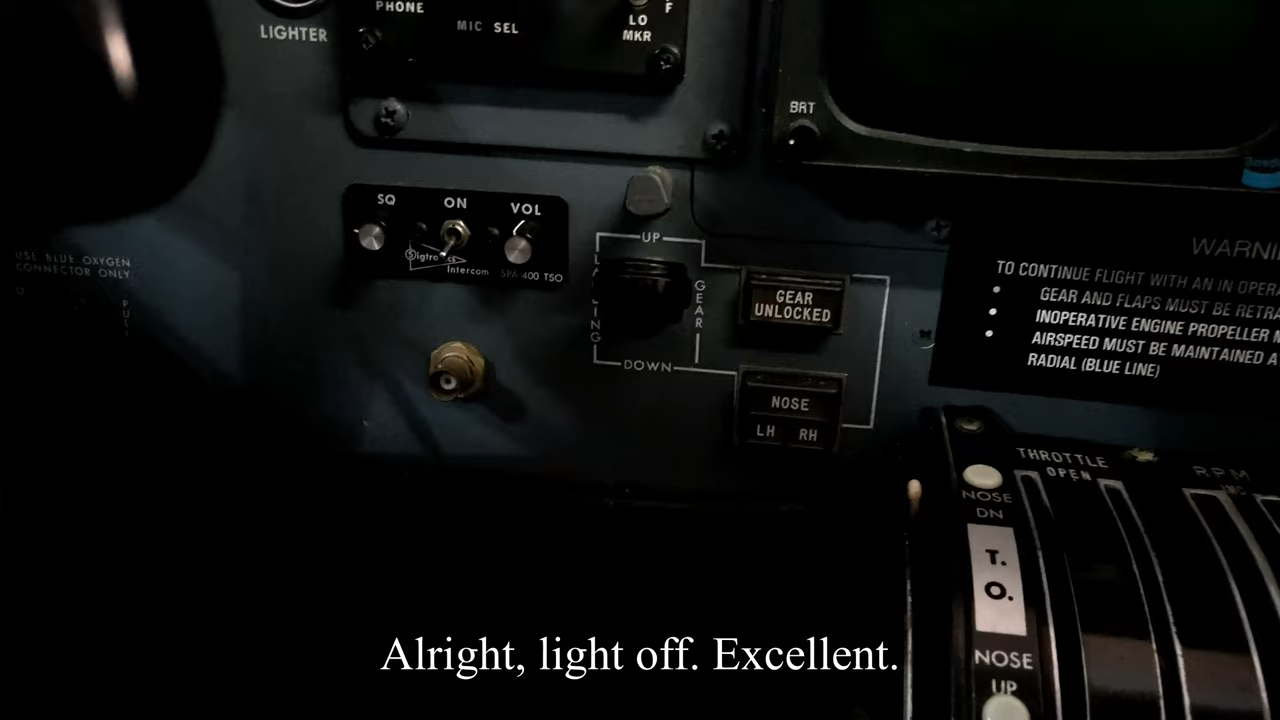 PHONE
MIC SEL
LO
MKR
F
LIGHTER
BRT
SQ
ON
VOL
Intercom
SPA-400 TSO
USE BLUE OXYGEN
CONNECTOR ONLY
PULL
UP
LANDING
GEAR
DOWN
GEAR
UNLOCKED
NOSE
LH RH
TO CONTINUE FLIGHT WITH AN IN
• GEAR AND FLAPS MUST BE
• INOPERATIVE ENGINE PROPELLER
• AIRSPEED MUST BE MAINTAINED
RADIAL (BLUE LINE)
THROTTLE
OPEN
RPM
NOSE
DN
T.
O.
NOSE
UP
Alright, light off. Excellent.